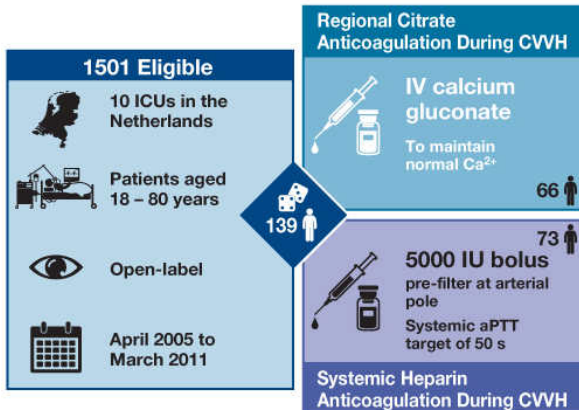 1501 Eligible
10 ICUs in the
Netherlands
Patients aged
18 – 80 years
Open-label
April 2005 to
March 2011
139
Regional Citrate
Anticoagulation During CVVH
IV calcium
gluconate
To maintain
normal Ca²⁺
66
73
5000 IU bolus
pre-filter at arterial
pole
Systemic aPTT
target of 50 s
Systemic Heparin
Anticoagulation During CVVH